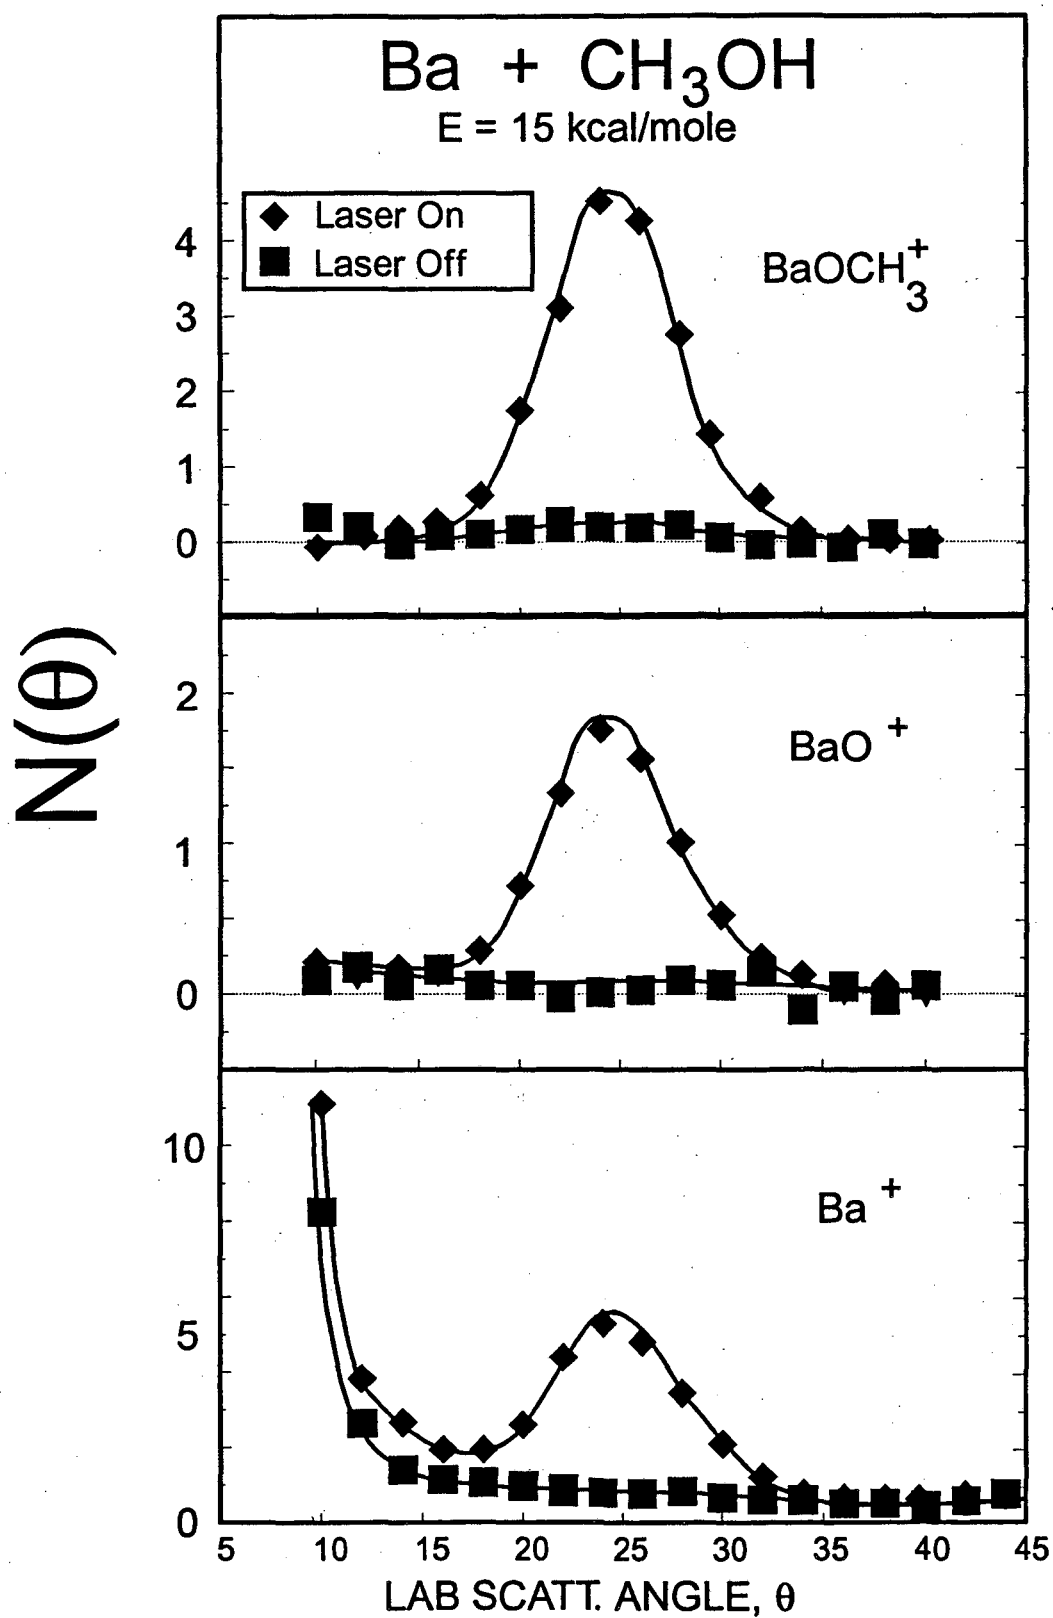 Ba + CH₃OH
E = 15 kcal/mole
Laser On
Laser Off
BaOCH₃⁺
4
3
2
1
0
N(θ)
BaO⁺
2
1
0
Ba⁺
10
5
0
5 10 15 20 25 30 35 40 45
LAB SCATT. ANGLE, θ